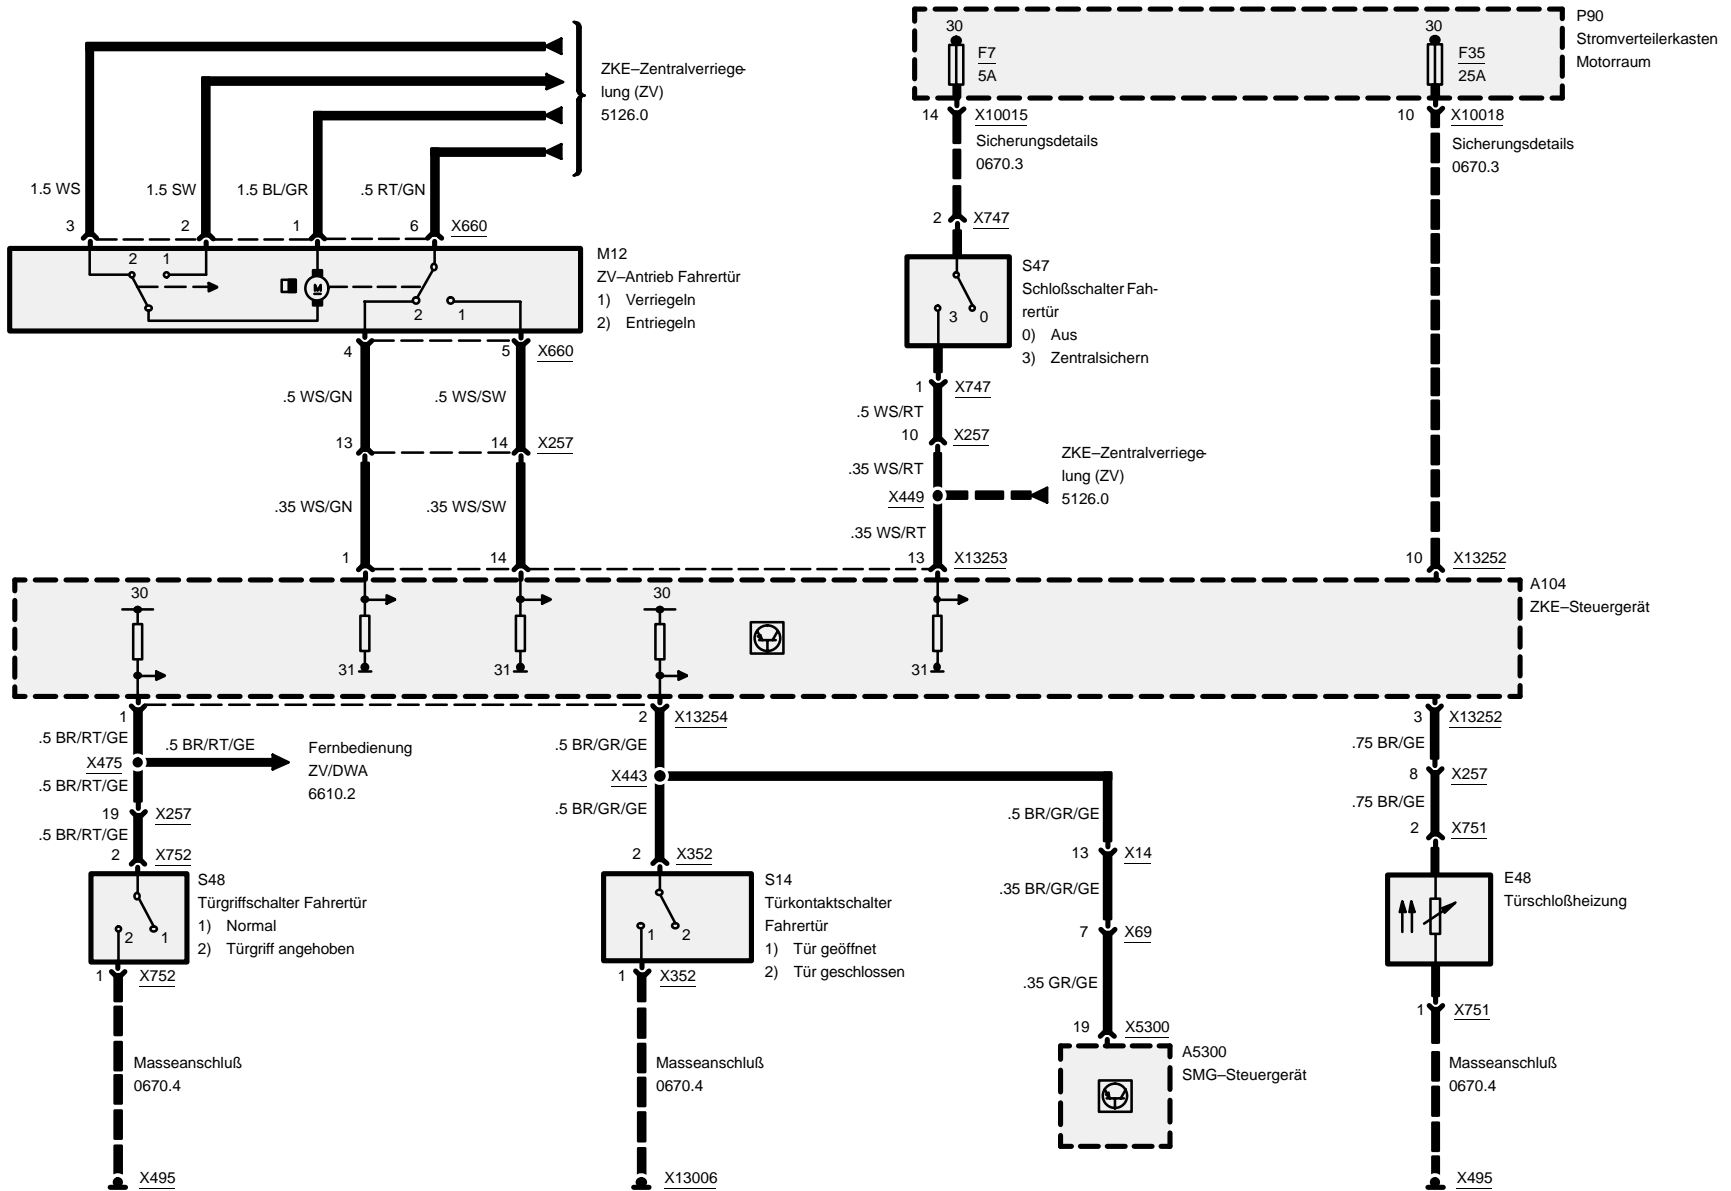 ZKE–Zentralverriege-
lung (ZV)
5126.0
1.5 WS
1.5 SW
1.5 BL/GR
.5 RT/GN
3
2
1
6
X660
2
1
M
2
1
M12
ZV–Antrieb Fahrertür
1) Verriegeln
2) Entriegeln
4
5
X660
.5 WS/GN
.5 WS/SW
13
14
X257
.35 WS/GN
.35 WS/SW
1
14
30
F7
5A
30
F35
25A
P90
Stromverteilerkasten
Motorraum
14
X10015
Sicherungsdetails
0670.3
10
X10018
Sicherungsdetails
0670.3
2
X747
3
0
S47
Schloßschalter Fah-
rertür
0) Aus
3) Zentralsichern
1
X747
.5 WS/RT
10
X257
.35 WS/RT
X449
ZKE–Zentralverriege-
lung (ZV)
5126.0
.35 WS/RT
13
X13253
10
X13252
A104
ZKE–Steuergerät
30
31
31
30
31
1
.5 BR/RT/GE
X475
.5 BR/RT/GE
Fernbedienung
ZV/DWA
6610.2
.5 BR/RT/GE
19
X257
.5 BR/RT/GE
2
X752
2
1
S48
Türgriffschalter Fahrertür
1) Normal
2) Türgriff angehoben
1
X752
Masseanschluß
0670.4
X495
2
X13254
.5 BR/GR/GE
X443
.5 BR/GR/GE
2
X352
1
2
S14
Türkontaktschalter
Fahrertür
1) Tür geöffnet
2) Tür geschlossen
1
X352
Masseanschluß
0670.4
X13006
.5 BR/GR/GE
13
X14
.35 BR/GR/GE
7
X69
.35 GR/GE
19
X5300
A5300
SMG–Steuergerät
3
X13252
.75 BR/GE
8
X257
.75 BR/GE
2
X751
E48
Türschloßheizung
1
X751
Masseanschluß
0670.4
X495